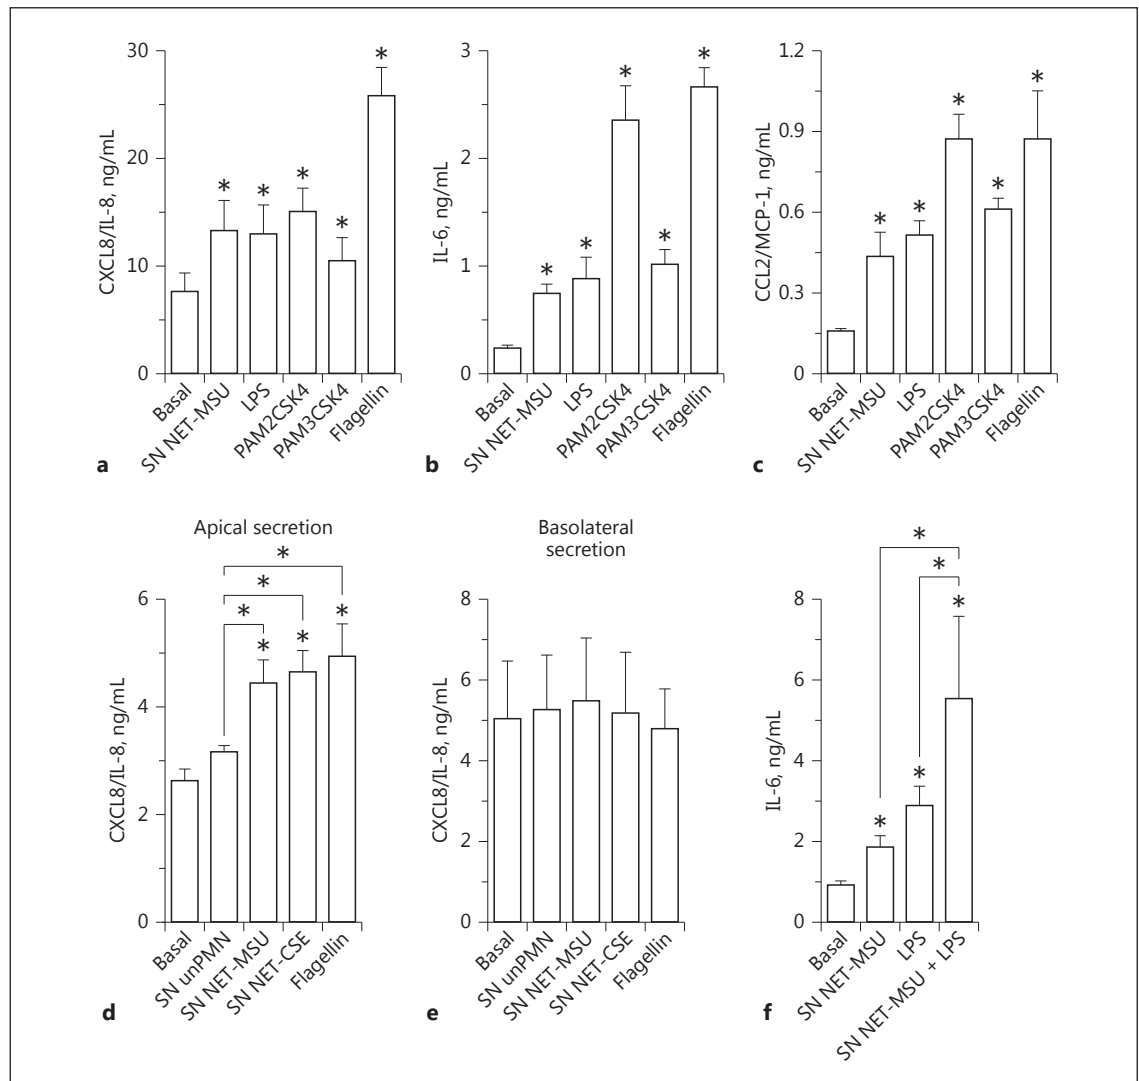 30
20
10
0
CXCL8/IL-8, ng/mL
*
*
*
*
*
Basal
SN NET-MSU
LPS
PAM2CSK4
PAM3CSK4
Flagellin
a
3
2
1
0
IL-6, ng/mL
*
*
*
*
*
Basal
SN NET-MSU
LPS
PAM2CSK4
PAM3CSK4
Flagellin
b
1.2
0.9
0.6
0.3
0
CCL2/MCP-1, ng/mL
*
*
*
*
*
Basal
SN NET-MSU
LPS
PAM2CSK4
PAM3CSK4
Flagellin
c
Apical secretion
*
*
*
*
*
*
6
4
2
0
CXCL8/IL-8, ng/mL
Basal
SN unPMN
SN NET-MSU
SN NET-CSE
Flagellin
d
Basolateral
secretion
8
6
4
2
0
CXCL8/IL-8, ng/mL
Basal
SN unPMN
SN NET-MSU
SN NET-CSE
Flagellin
e
*
*
*
*
*
8
6
4
2
0
IL-6, ng/mL
Basal
SN NET-MSU
LPS
SN NET-MSU + LPS
f